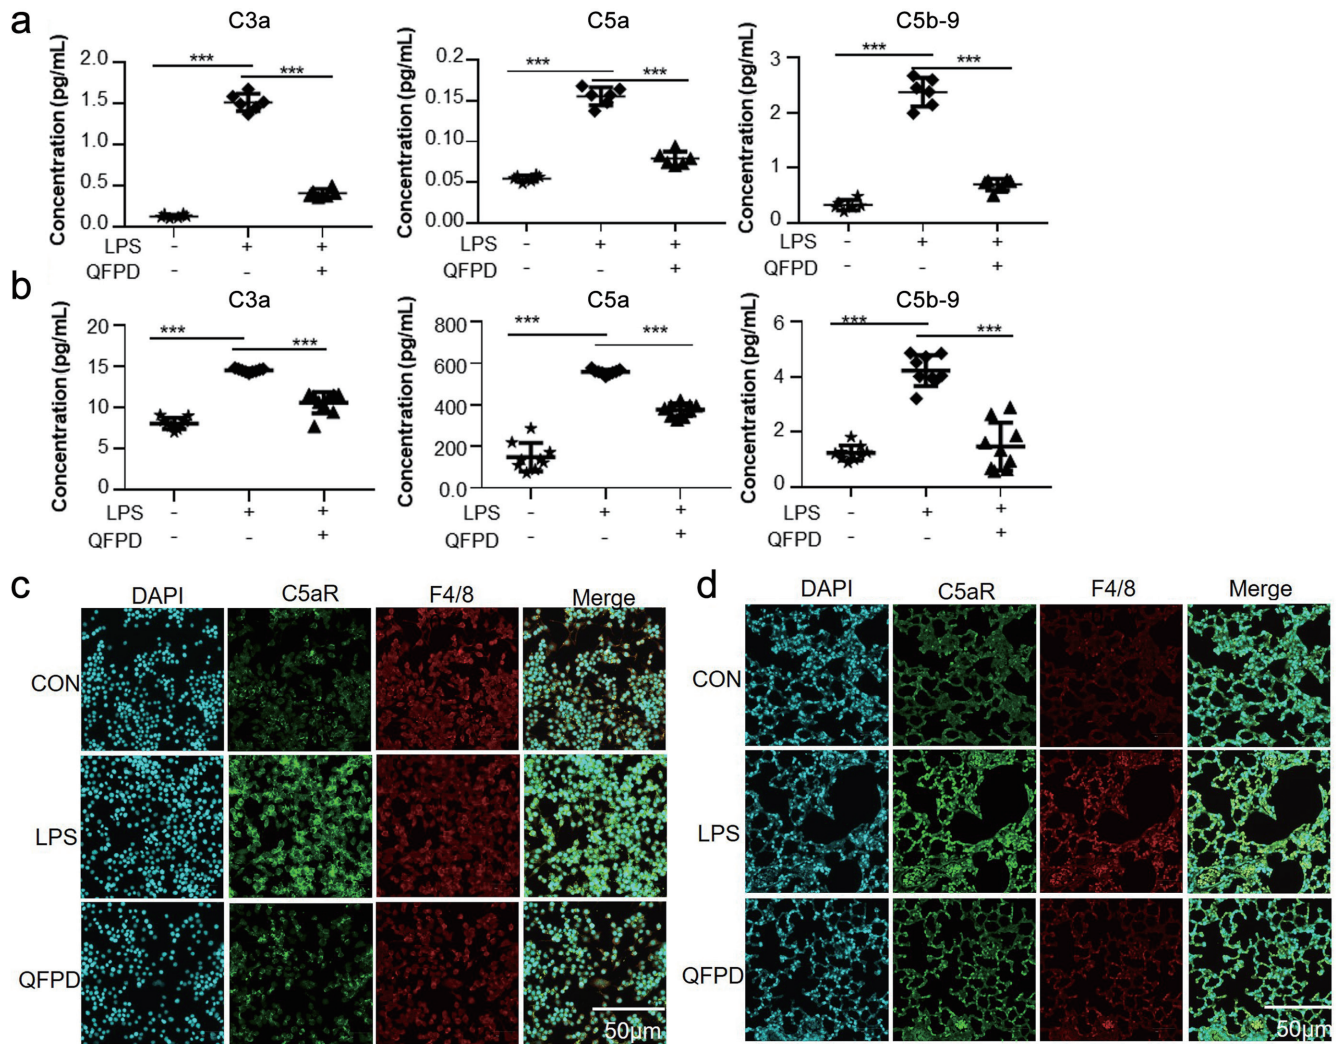 a
C3a
C5a
C5b-9
Concentration (pg/mL)
2.0
1.5
1.0
0.5
0.0
***
***
LPS - + +
QFPD - - +
Concentration (pg/mL)
0.2
0.15
0.10
0.05
0.00
***
***
LPS - + +
QFPD - - +
Concentration (pg/mL)
3
2
1
0
***
***
LPS - + +
QFPD - - +
b
C3a
C5a
C5b-9
Concentration (pg/mL)
20
15
10
5
0
***
***
LPS - + +
QFPD - - +
Concentration (pg/mL)
800
600
400
200
0.0
***
***
LPS - + +
QFPD - - +
Concentration (pg/mL)
6
4
2
0
***
***
LPS - + +
QFPD - - +
c
DAPI C5aR F4/8 Merge
CON
LPS
QFPD
50μm
d
DAPI C5aR F4/8 Merge
CON
LPS
QFPD
50μm